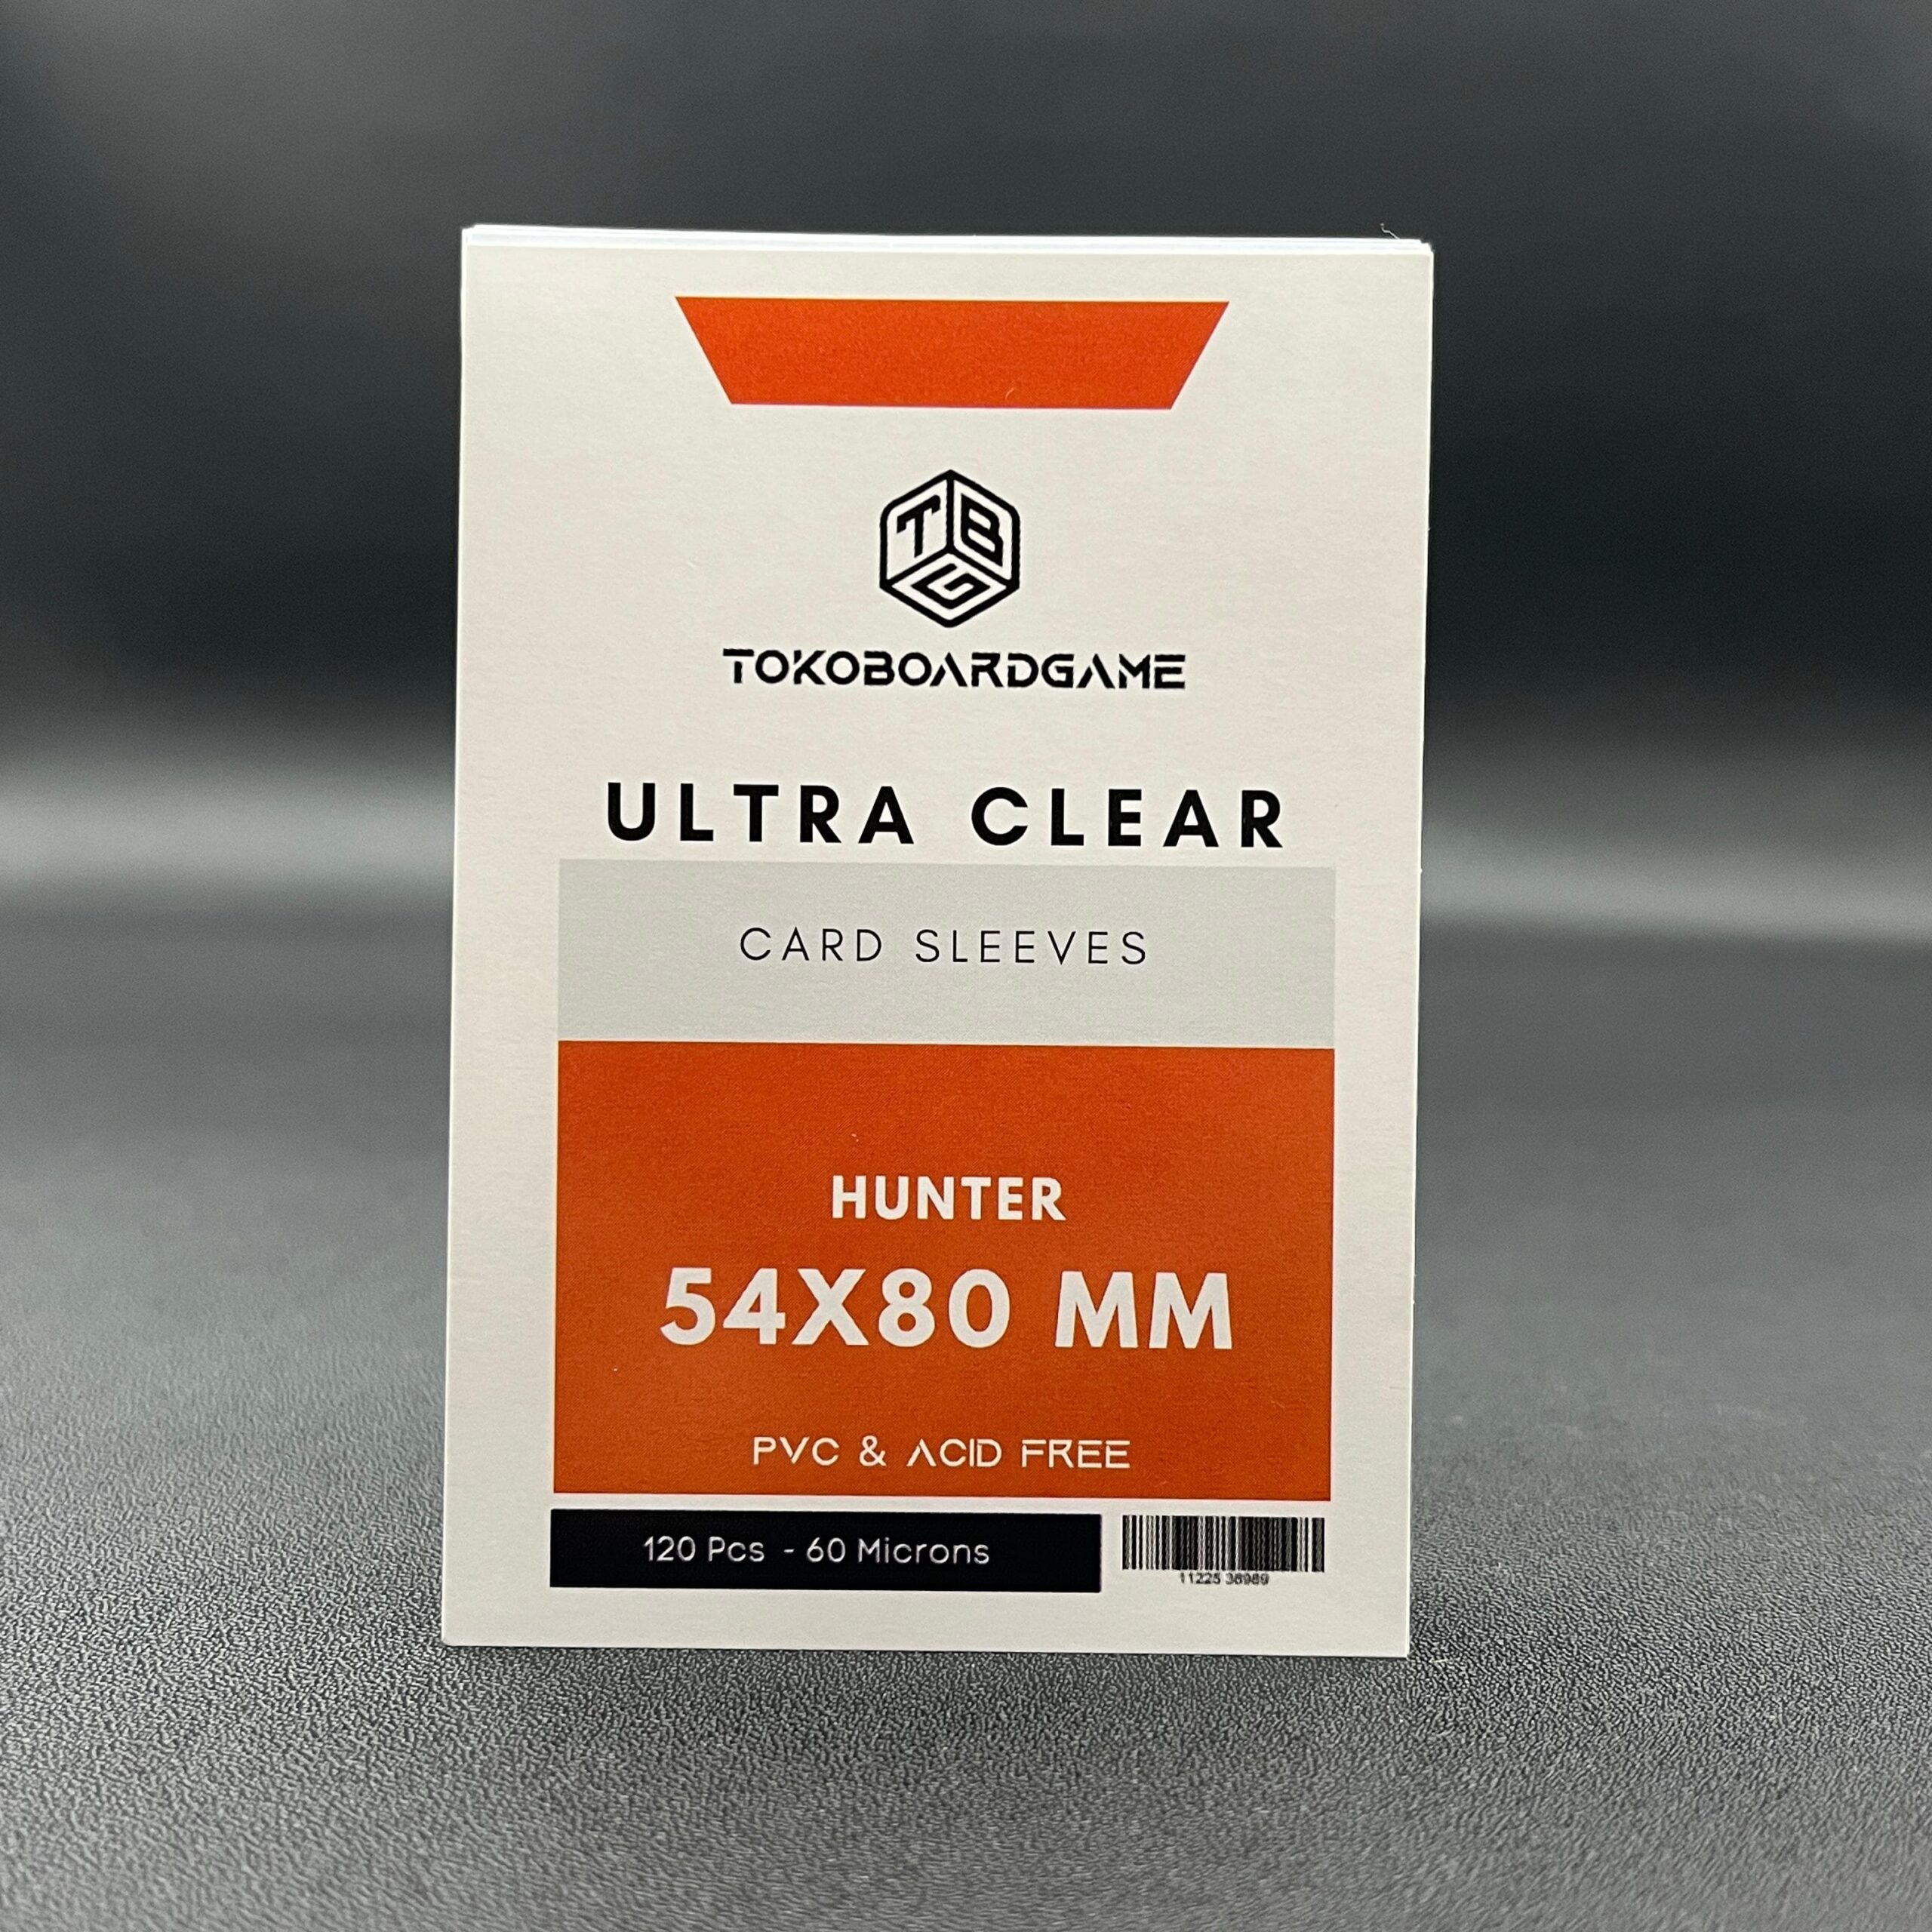 TBG
TOKOBOARDGAME
ULTRA CLEAR
CARD SLEEVES
HUNTER
54X80 MM
PVC & ACID FREE
120 Pcs - 60 Microns
11225 36989